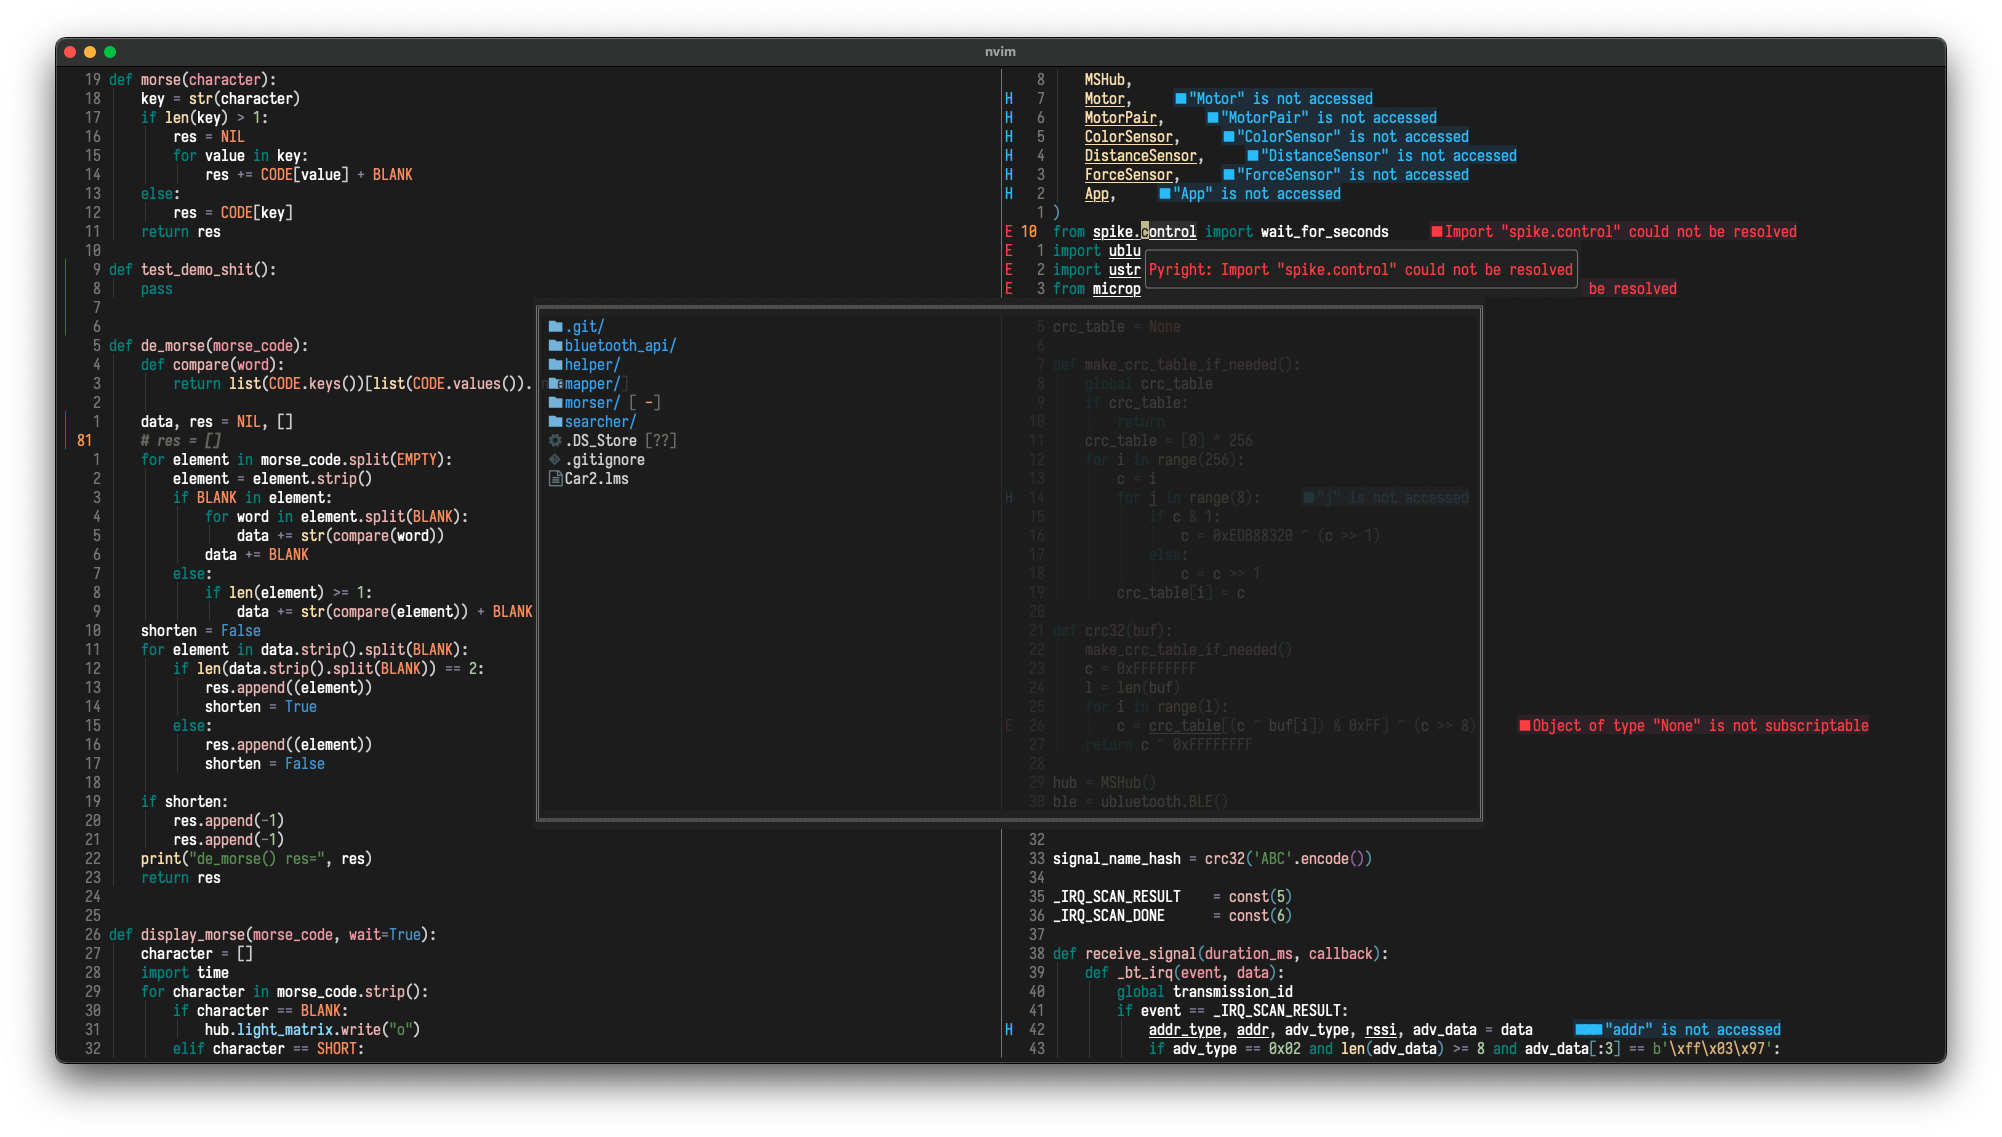 nvim
19 def morse(character):
18 key = str(character)
17 if len(key) > 1:
16 res = NIL
15 for value in key:
14 res += CODE[value] + BLANK
13 else:
12 res = CODE[key]
11 return res
10
9 def test_demo_shit():
8 pass
7
6
5 def de_morse(morse_code):
4 def compare(word):
3 return list(CODE.keys())[list(CODE.values()).
2
1 data, res = NIL, []
81 # res = []
1 for element in morse_code.split(EMPTY):
2 element = element.strip()
3 if BLANK in element:
4 for word in element.split(BLANK):
5 data += str(compare(word))
6 data += BLANK
7 else:
8 if len(element) >= 1:
9 data += str(compare(element)) + BLANK
10 shorten = False
11 for element in data.strip().split(BLANK):
12 if len(data.strip().split(BLANK)) == 2:
13 res.append((element))
14 shorten = True
15 else:
16 res.append((element))
17 shorten = False
18
19 if shorten:
20 res.append(-1)
21 res.append(-1)
22 print("de_morse() res=", res)
23 return res
24
25
26 def display_morse(morse_code, wait=True):
27 character = []
28 import time
29 for character in morse_code.strip():
30 if character == BLANK:
31 hub.light_matrix.write("o")
32 elif character == SHORT:
.git/
bluetooth_api/
helper/
mapper/
morser/ [ -]
searcher/
.DS_Store [??]
.gitignore
Car2.lms
8 MSHub,
H 7 Motor, "Motor" is not accessed
H 6 MotorPair, "MotorPair" is not accessed
H 5 ColorSensor, "ColorSensor" is not accessed
H 4 DistanceSensor, "DistanceSensor" is not accessed
H 3 ForceSensor, "ForceSensor" is not accessed
H 2 App, "App" is not accessed
1 )
E 10 from spike.control import wait_for_seconds Import "spike.control" could not be resolved
E 1 import ublu
E 2 import ustr Pyright: Import "spike.control" could not be resolved
E 3 from microp be resolved
5 crc_table = None
6
7 def make_crc_table_if_needed():
8 global crc_table
9 if crc_table:
10 return
11 crc_table = [0] * 256
12 for i in range(256):
13 c = i
H 14 for j in range(8): "j" is not accessed
15 if c & 1:
16 c = 0xEDB88320 ^ (c >> 1)
17 else:
18 c = c >> 1
19 crc_table[i] = c
20
21 def crc32(buf):
22 make_crc_table_if_needed()
23 c = 0xFFFFFFFF
24 l = len(buf)
25 for i in range(l):
E 26 c = crc_table[(c ^ buf[i]) & 0xFF] ^ (c >> 8) Object of type "None" is not subscriptable
27 return c ^ 0xFFFFFFFF
28
29 hub = MSHub()
30 ble = ubluetooth.BLE()
32
33 signal_name_hash = crc32('ABC'.encode())
34
35 _IRQ_SCAN_RESULT = const(5)
36 _IRQ_SCAN_DONE = const(6)
37
38 def receive_signal(duration_ms, callback):
39 def _bt_irq(event, data):
40 global transmission_id
41 if event == _IRQ_SCAN_RESULT:
H 42 addr_type, addr, adv_type, rssi, adv_data = data "addr" is not accessed
43 if adv_type == 0x02 and len(adv_data) >= 8 and adv_data[:3] == b'\xff\x03\x97':